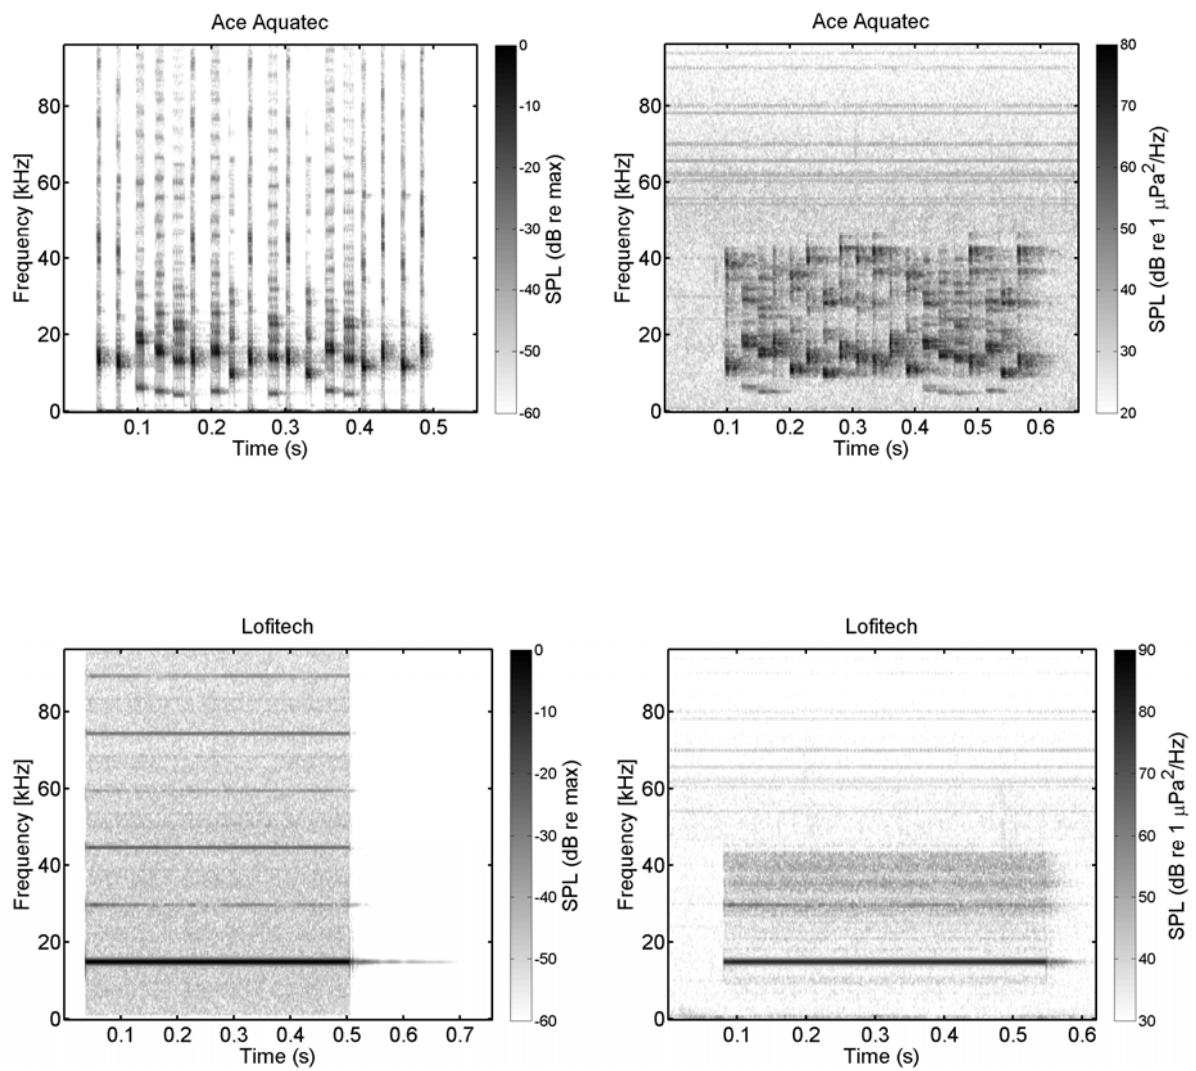 Ace Aquatec
Frequency [kHz]
80
60
40
20
0
0.1 0.2 0.3 0.4 0.5
Time (s)
0
-10
-20
-30
-40
-50
-60
SPL (dB re max)
Ace Aquatec
Frequency [kHz]
80
60
40
20
0
0.1 0.2 0.3 0.4 0.5 0.6
Time (s)
80
70
60
50
40
30
20
SPL (dB re 1 μPa²/Hz)
Lofitech
Frequency [kHz]
80
60
40
20
0
0.1 0.2 0.3 0.4 0.5 0.6 0.7
Time (s)
0
-10
-20
-30
-40
-50
-60
SPL (dB re max)
Lofitech
Frequency [kHz]
80
60
40
20
0
0.1 0.2 0.3 0.4 0.5 0.6
Time (s)
90
80
70
60
50
40
30
SPL (dB re 1 μPa²/Hz)